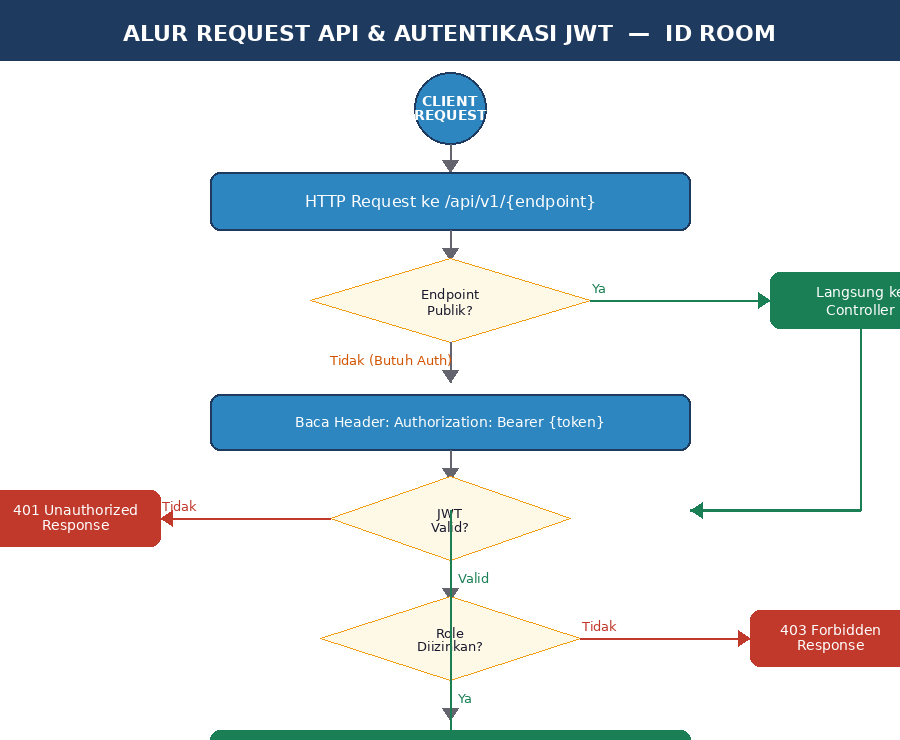 ALUR REQUEST API & AUTENTIKASI JWT — ID ROOM
CLIENT
REQUEST
HTTP Request ke /api/v1/{endpoint}
Endpoint
Publik?
Ya
Langsung ke
Controller
Tidak (Butuh Auth)
Baca Header: Authorization: Bearer {token}
JWT
Valid?
Tidak
401 Unauthorized
Response
Valid
Role
Diizinkan?
Tidak
403 Forbidden
Response
Ya